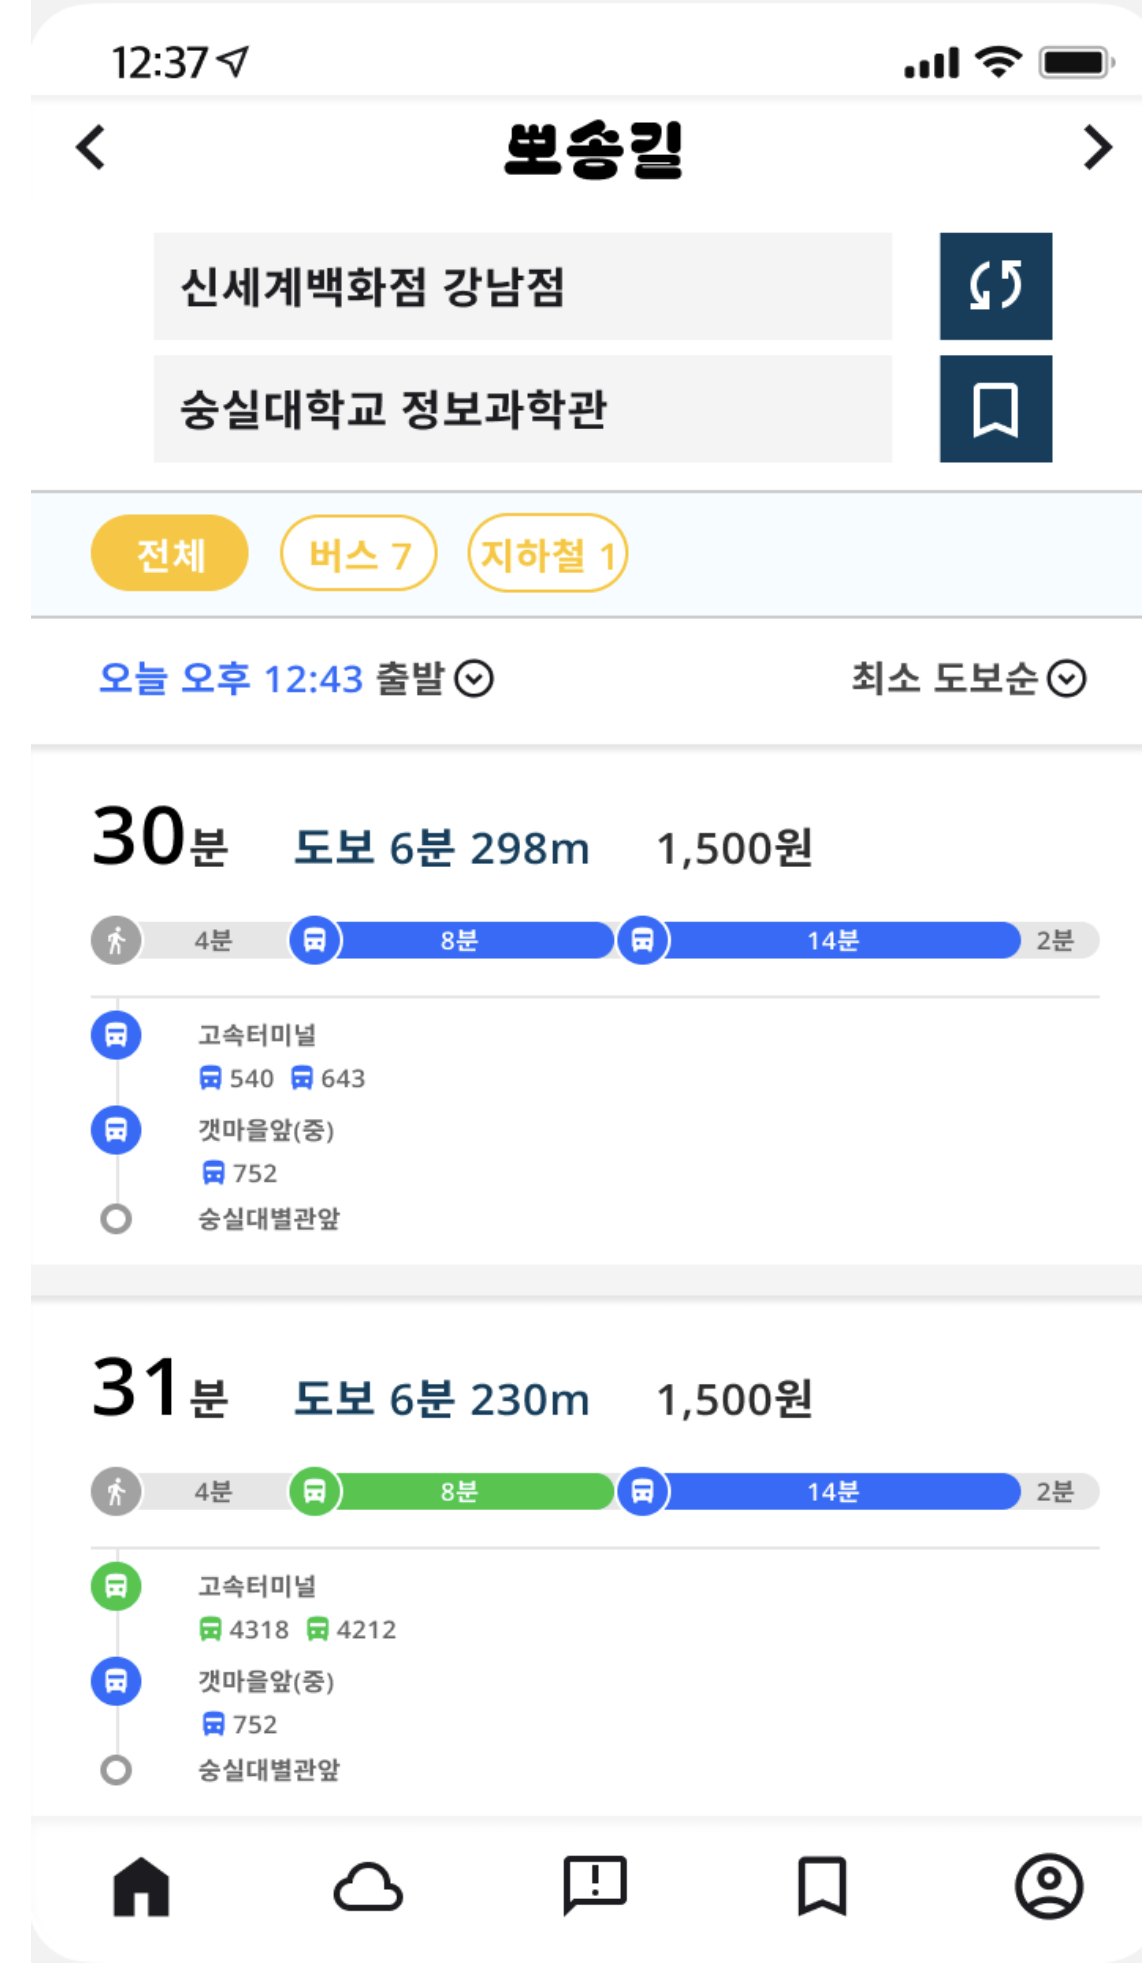 12:37
뽀송길
신세계백화점 강남점
숭실대학교 정보과학관
전체 버스 7 지하철 1
오늘 오후 12:43 출발 최소 도보순
30분 도보 6분 298m 1,500원
4분 8분 14분 2분
고속터미널
540 643
갯마을앞(중)
752
숭실대별관앞
31분 도보 6분 230m 1,500원
4분 8분 14분 2분
고속터미널
4318 4212
갯마을앞(중)
752
숭실대별관앞